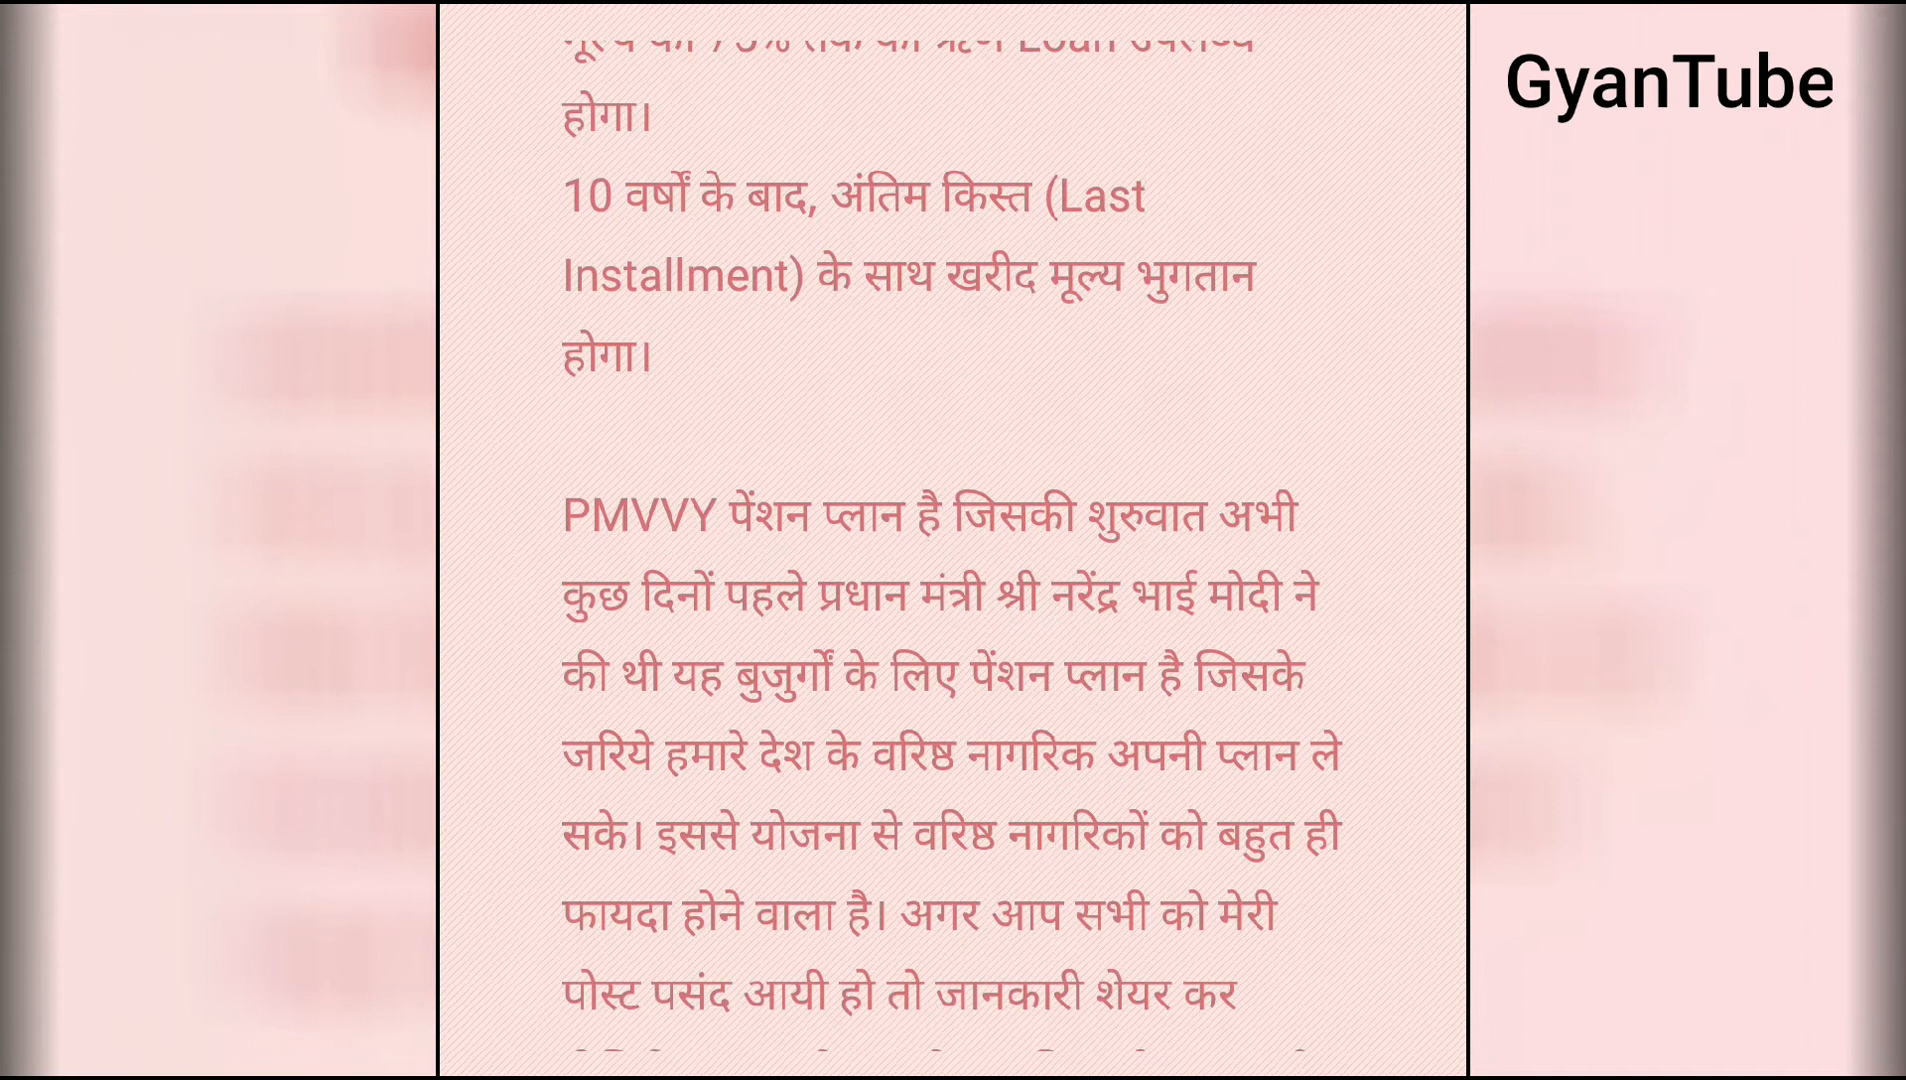 होगा।
10 वर्षों के बाद, अंतिम किस्त (Last
Installment) के साथ खरीद मूल्य भुगतान
होगा।
PMVVY पेंशन प्लान है जिसकी शुरुवात अभी
कुछ दिनों पहले प्रधान मंत्री श्री नरेंद्र भाई मोदी ने
की थी यह बुजुर्गों के लिए पेंशन प्लान है जिसके
जरिये हमारे देश के वरिष्ठ नागरिक अपनी प्लान ले
सके। इससे योजना से वरिष्ठ नागरिकों को बहुत ही
फायदा होने वाला है। अगर आप सभी को मेरी
पोस्ट पसंद आयी हो तो जानकारी शेयर कर
GyanTube